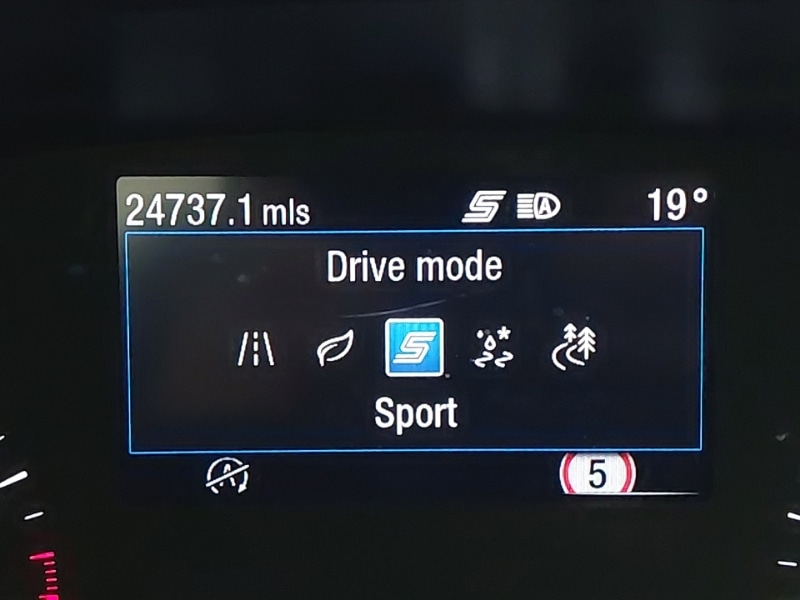 24737.1 mls 19°
Drive mode
Sport
5